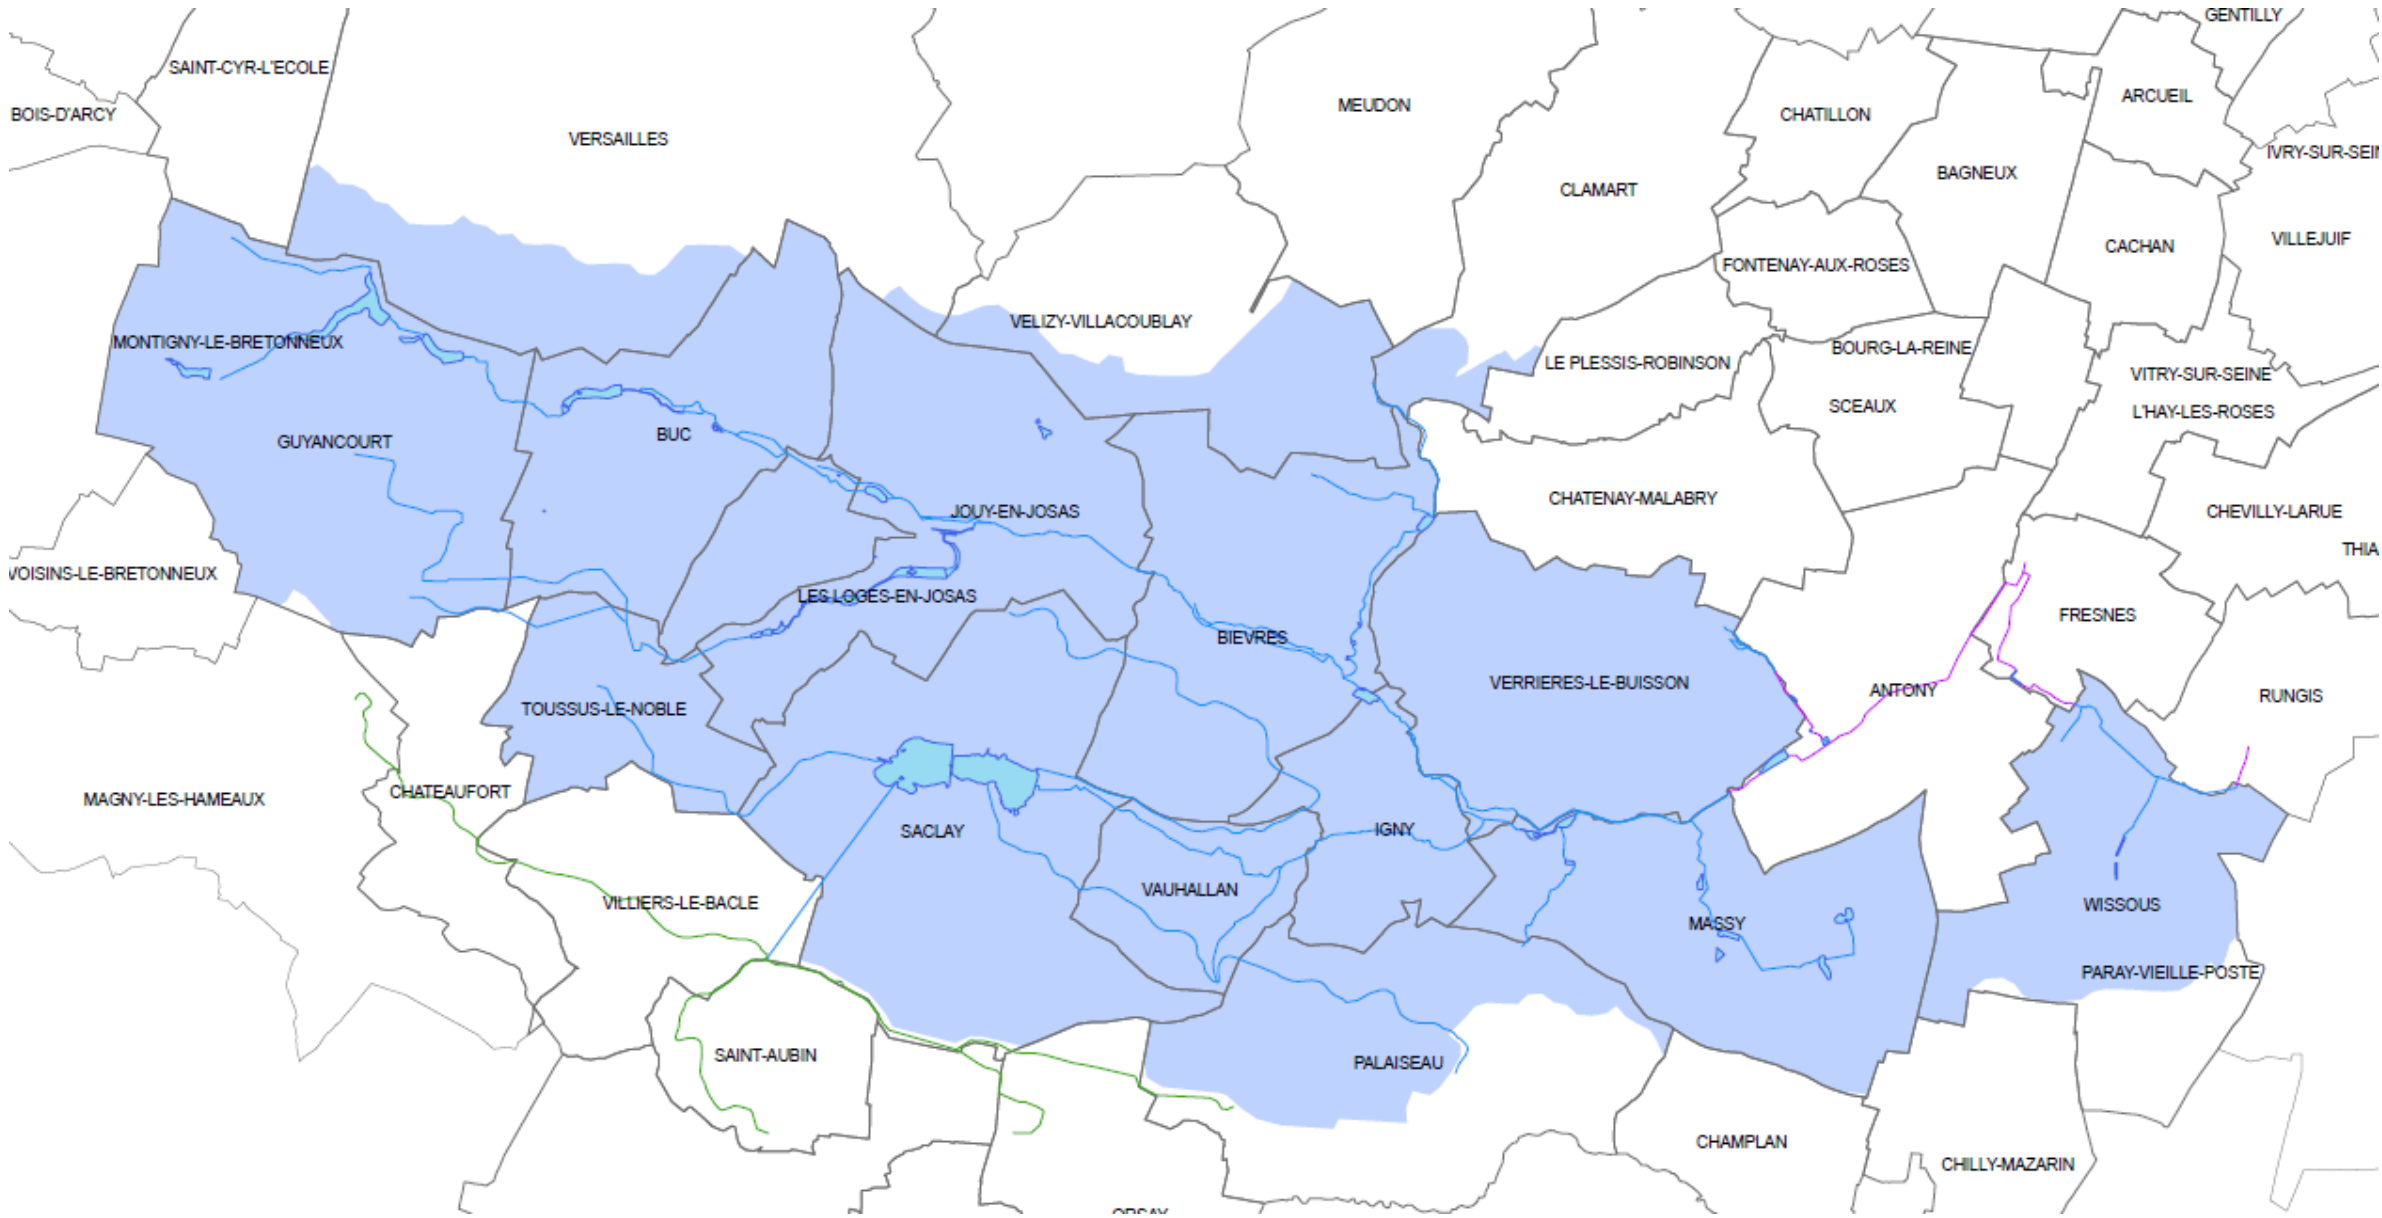 GENTILLY
SAINT-CYR-L'ECOLE
ARCUEIL
MEUDON
BOIS-D'ARCY
CHATILLON
VERSAILLES
IVRY-SUR-SEIN
BAGNEUX
CLAMART
VILLEJUIF
CACHAN
FONTENAY-AUX-ROSES
VELIZY-VILLACOUBLAY
MONTIGNY-LE-BRETONNEUX
BOURG-LA-REINE
LE PLESSIS-ROBINSON
VITRY-SUR-SEINE
SCEAUX
L'HAY-LES-ROSES
BUC
GUYANCOURT
CHATENAY-MALABRY
JOUY-EN-JOSAS
CHEVILLY-LARUE
THIA
VOISINS-LE-BRETONNEUX
LES LOGES-EN-JOSAS
FRESNES
BIEVRES
VERRIERES-LE-BUISSON
ANTONY
RUNGIS
TOUSSUS-LE-NOBLE
CHATEAUFORT
MAGNY-LES-HAMEAUX
SACLAY
IGNY
VAUHALLAN
VILLIERS-LE-BACLE
WISSOUS
MASSY
PARAY-VIEILLE-POSTE
SAINT-AUBIN
PALAISEAU
CHAMPLAN
CHILLY-MAZARIN
ORSAY